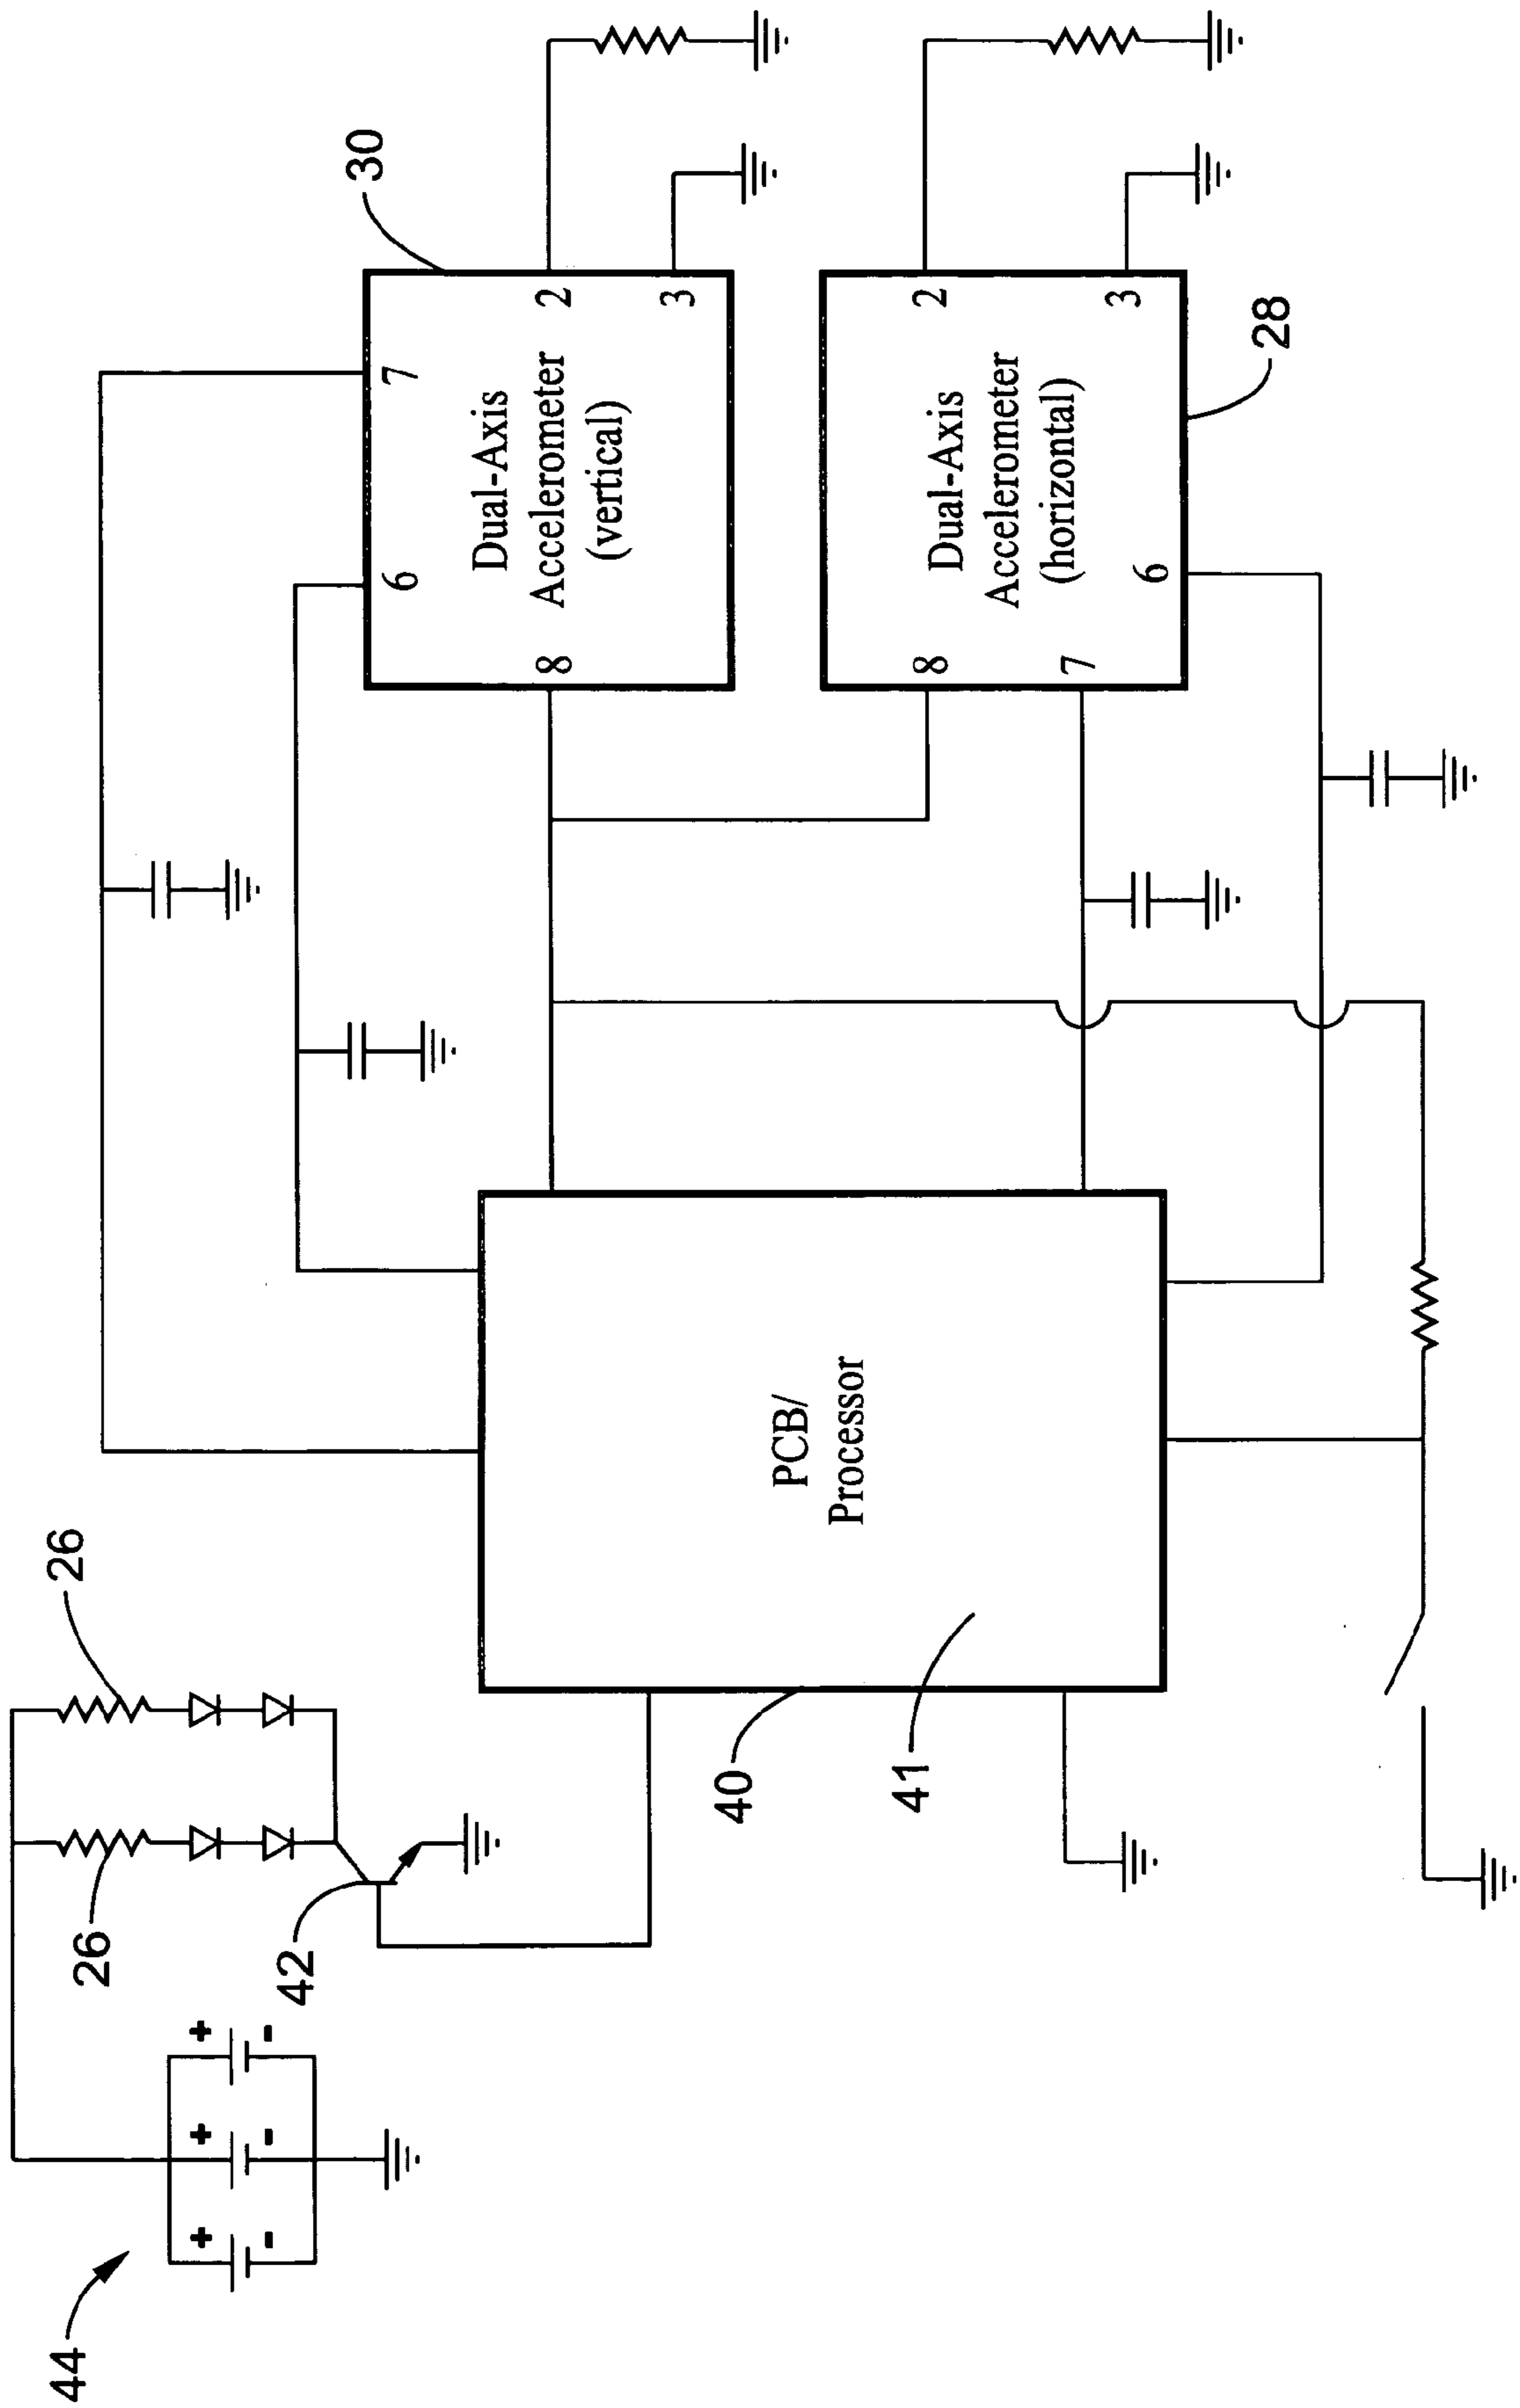 44
26
26
+ + +
- - -
42
30
6 7
Dual-Axis
Accelerometer
(vertical)
8
2
3
40
PCB/
Processor
41
8
2
Dual-Axis
Accelerometer
(horizontal)
7
3
6
28